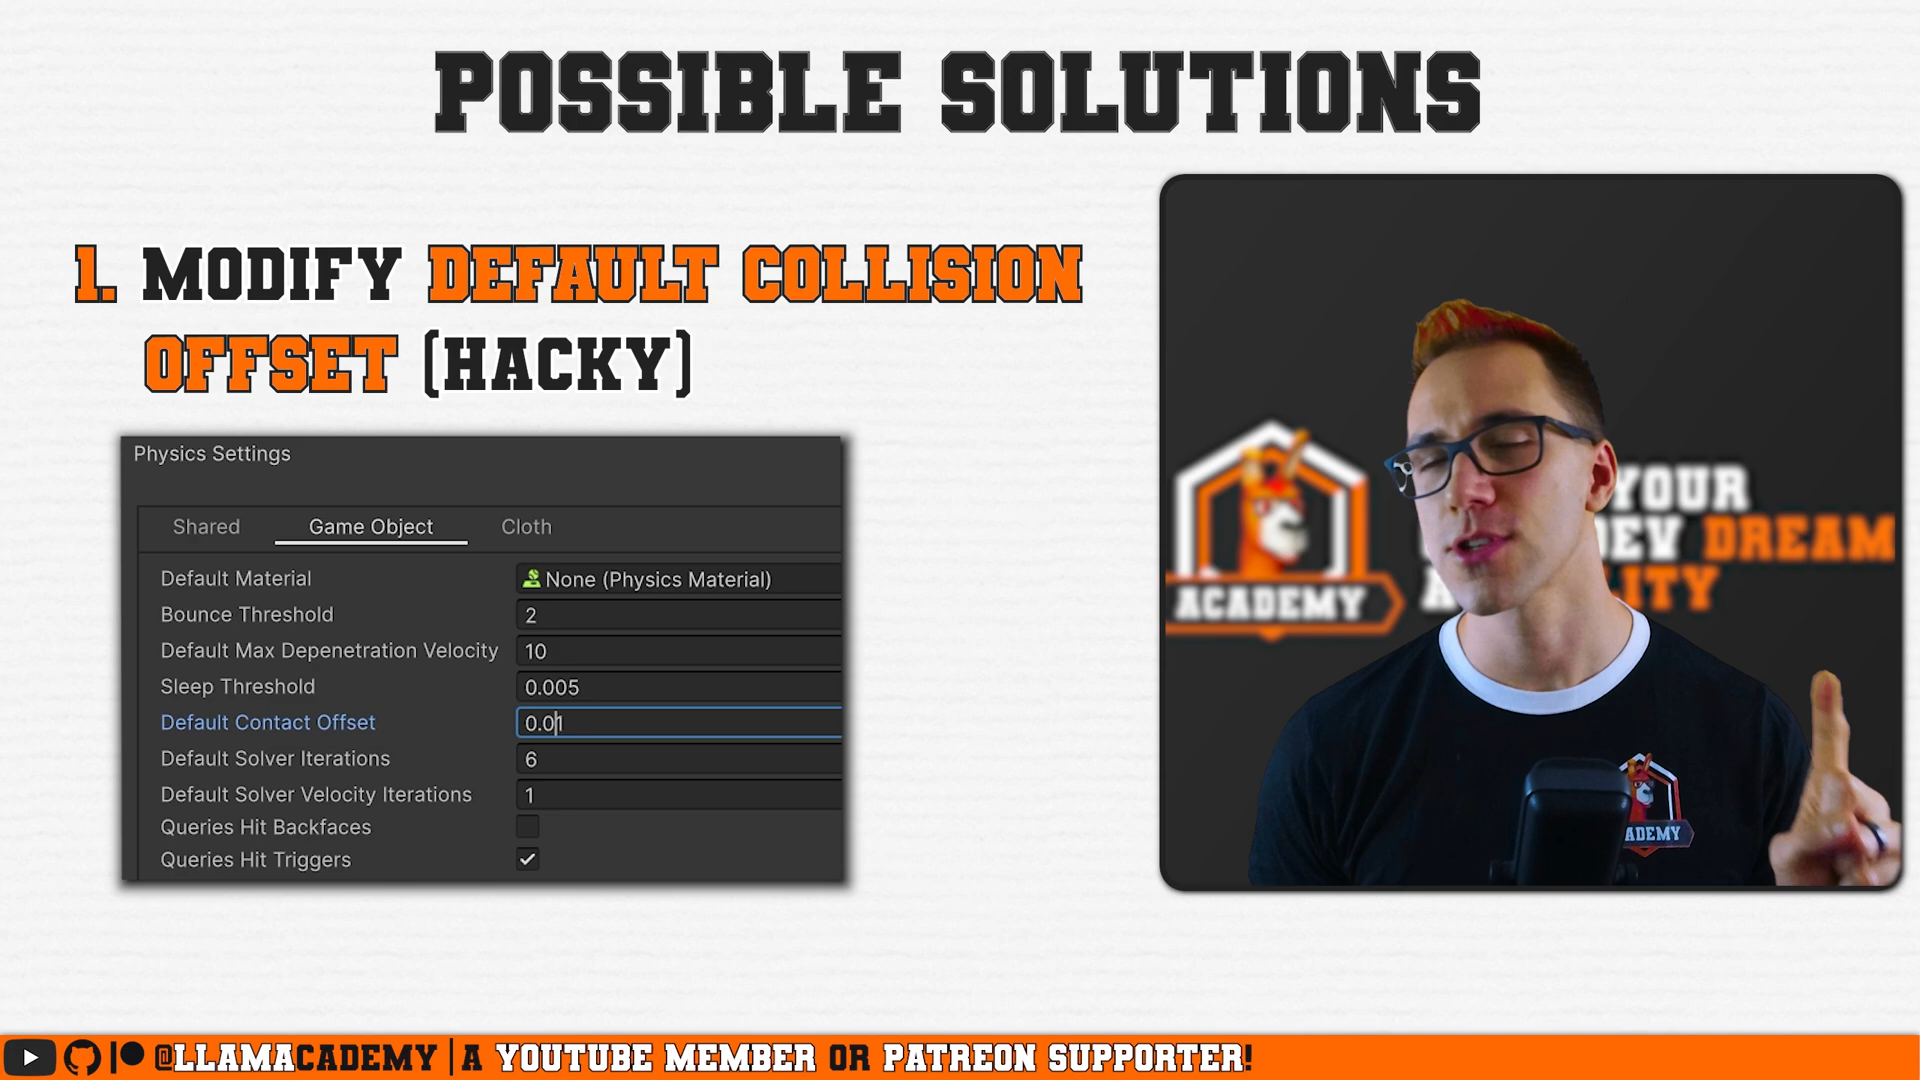 POSSIBLE SOLUTIONS
1. MODIFY DEFAULT COLLISION
OFFSET (HACKY)
Physics Settings
Shared Game Object Cloth
Default Material None (Physics Material)
Bounce Threshold 2
Default Max Depenetration Velocity 10
Sleep Threshold 0.005
Default Contact Offset 0.01
Default Solver Iterations 6
Default Solver Velocity Iterations 1
Queries Hit Backfaces
Queries Hit Triggers
YOUR
DEV DREAM
ACADEMY
ADEMY
@LLAMACADEMY | A YOUTUBE MEMBER OR PATREON SUPPORTER!